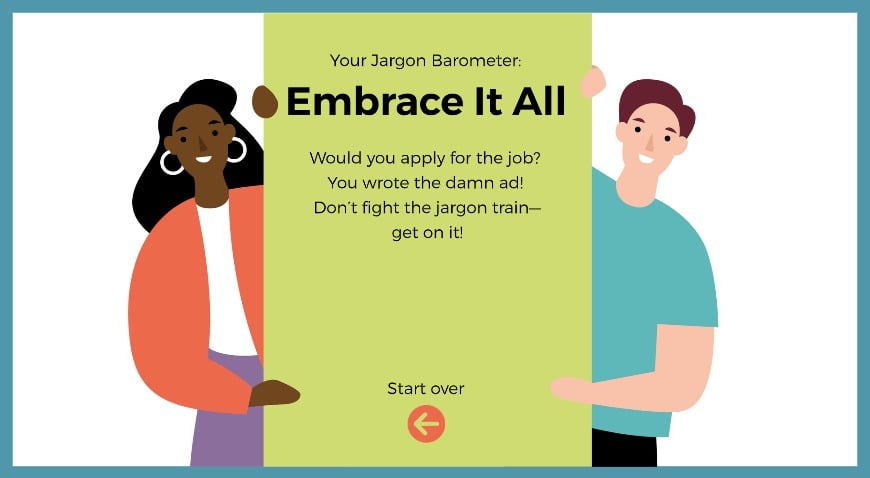 Your Jargon Barometer:
Embrace It All
Would you apply for the job?
You wrote the damn ad!
Don’t fight the jargon train—
get on it!
Start over